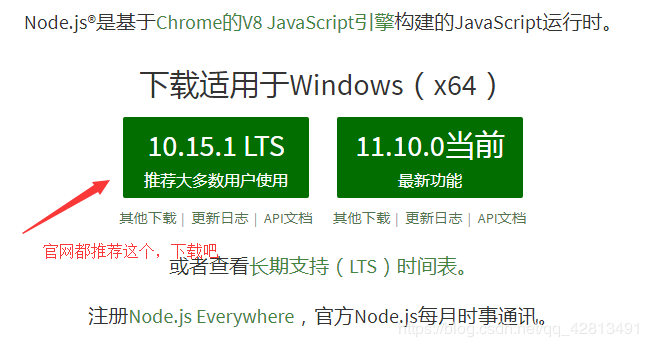 Node.js®是基于Chrome的V8 JavaScript引擎构建的JavaScript运行时。
下载适用于Windows（x64）
10.15.1 LTS
推荐大多数用户使用
11.10.0当前
最新功能
其他下载 | 更新日志 | API文档
其他下载 | 更新日志 | API文档
官网都推荐这个，下载吧
或者查看长期支持（LTS）时间表。
注册Node.js Everywhere，官方Node.js每月时事通讯。
https://blog.csdn.net/qq_42813491